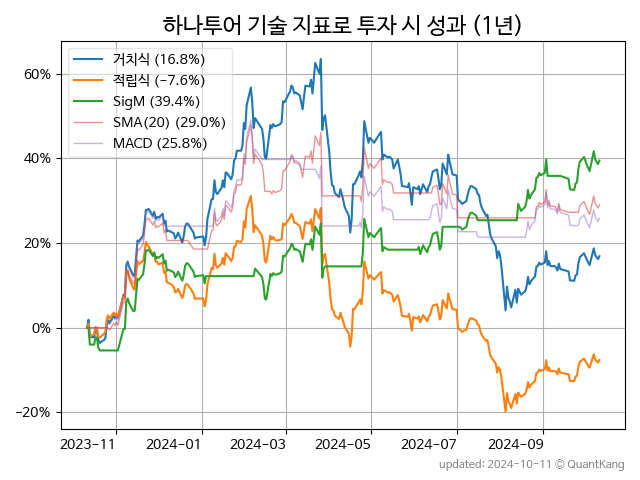 하나투어 기술 지표로 투자 시 성과 (1년)
거치식 (16.8%)
적립식 (−7.6%)
SigM (39.4%)
SMA(20) (29.0%)
MACD (25.8%)
60%
40%
20%
0%
−20%
2023-11 2024-01 2024-03 2024-05 2024-07 2024-09
updated: 2024-10-11 © QuantKang